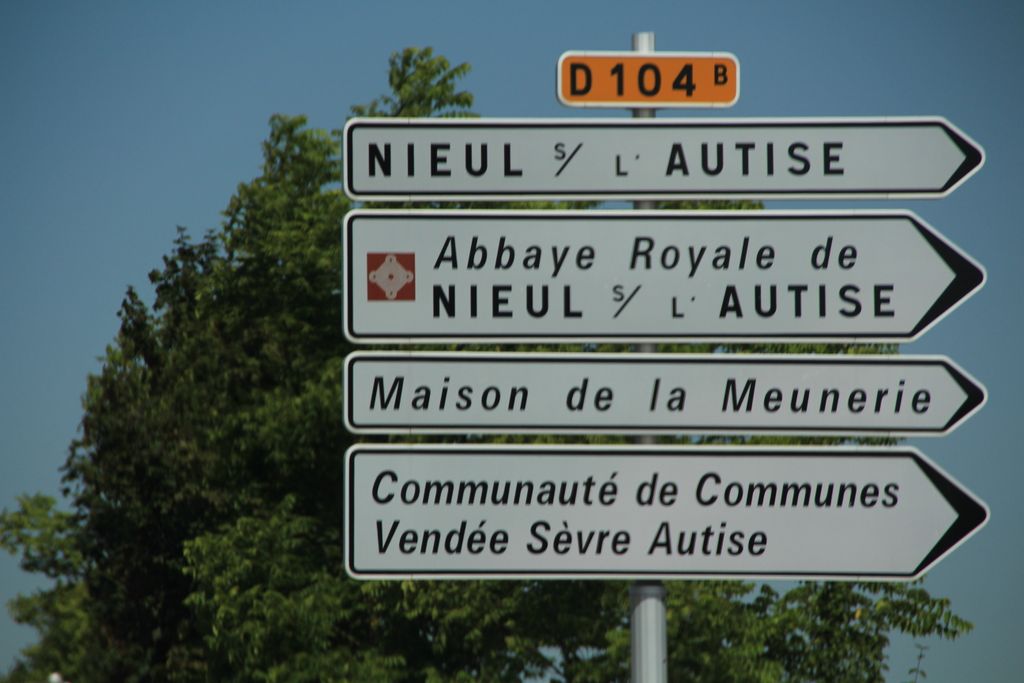 D 104 B
NIEUL S/ L' AUTISE
Abbaye Royale de
NIEUL S/ L' AUTISE
Maison de la Meunerie
Communauté de Communes
Vendée Sèvre Autise